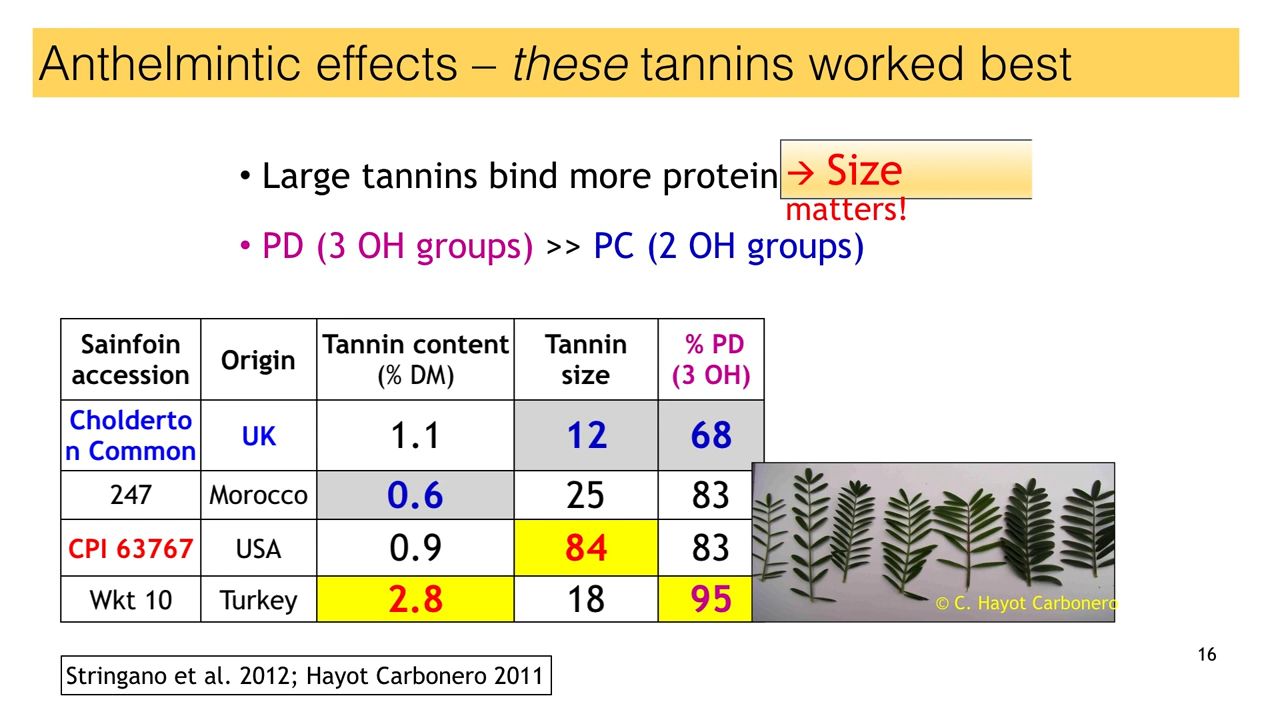 Anthelmintic effects – these tannins worked best
• Large tannins bind more protein → Size
matters!
• PD (3 OH groups) >> PC (2 OH groups)
Sainfoin
accession
Origin
Tannin content
(% DM)
Tannin
size
% PD
(3 OH)
Cholderto
n Common
UK
1.1
12
68
247
Morocco
0.6
25
83
CPI 63767
USA
0.9
84
83
Wkt 10
Turkey
2.8
18
95
© C. Hayot Carbonero
16
Stringano et al. 2012; Hayot Carbonero 2011